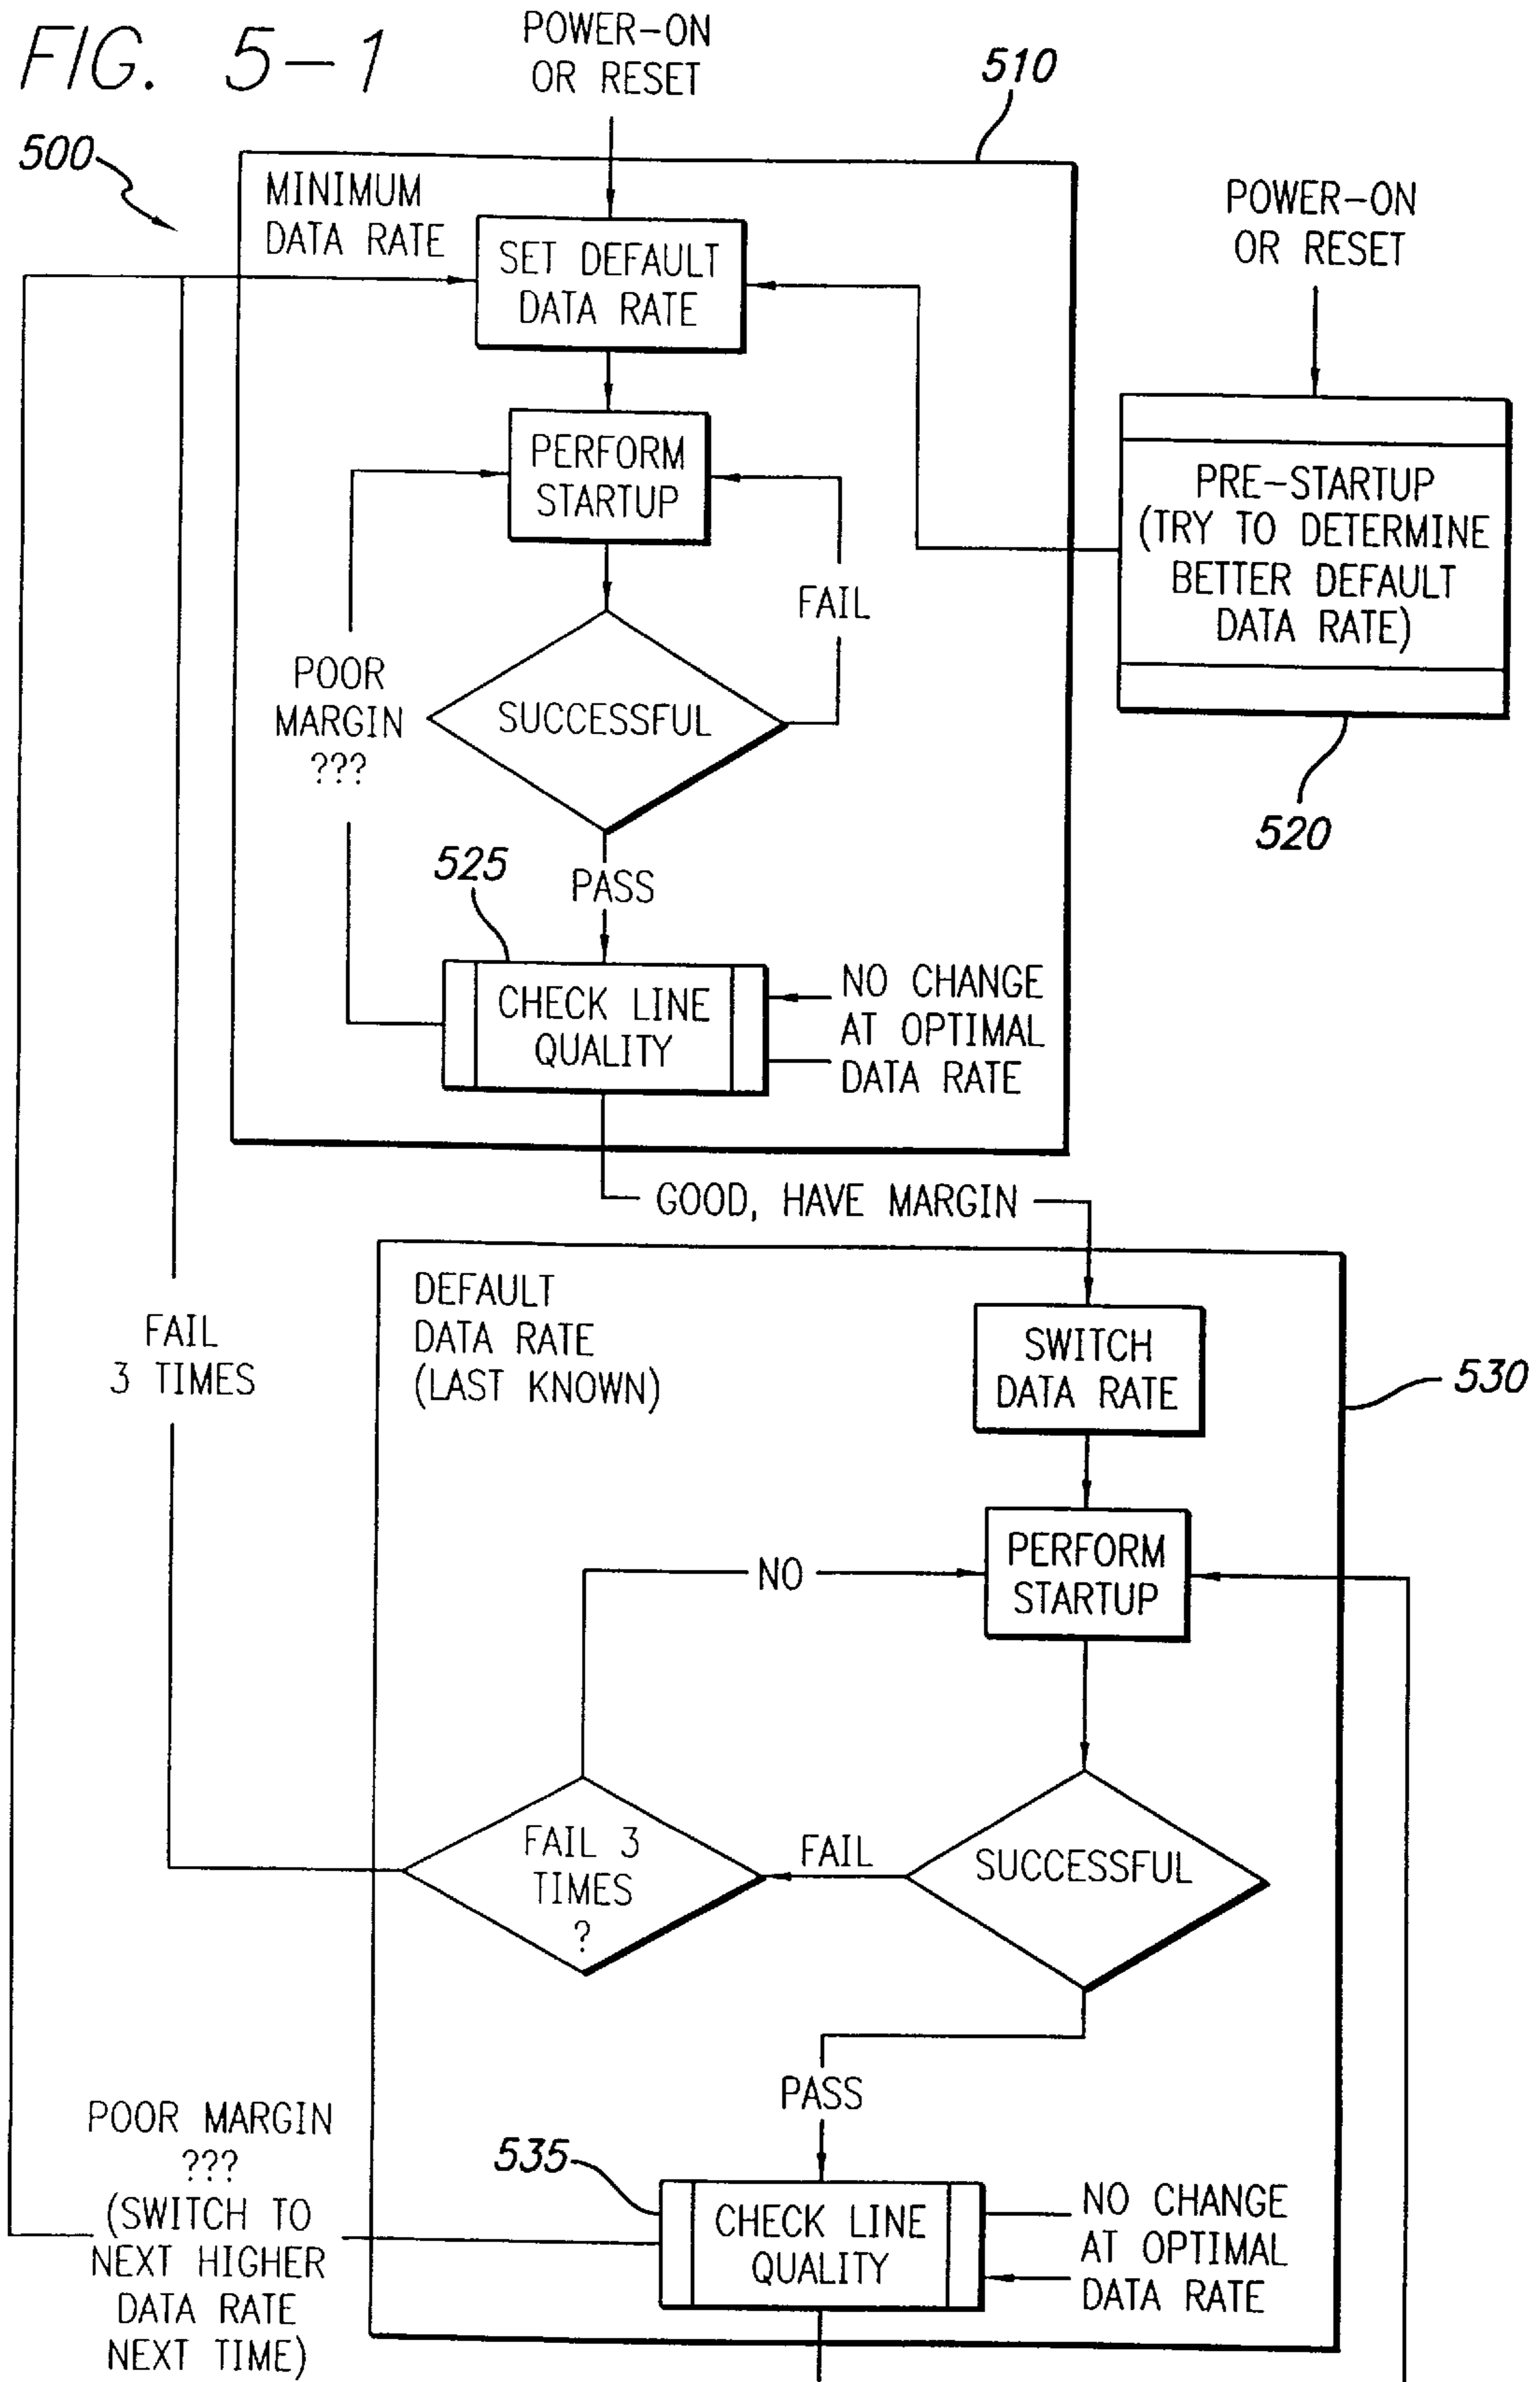 FIG. 5-1
POWER-ON
OR RESET
510
500
MINIMUM
DATA RATE
SET DEFAULT
DATA RATE
POWER-ON
OR RESET
PERFORM
STARTUP
PRE-STARTUP
(TRY TO DETERMINE
BETTER DEFAULT
DATA RATE)
FAIL
POOR
MARGIN
???
SUCCESSFUL
520
525
PASS
CHECK LINE
QUALITY
NO CHANGE
AT OPTIMAL
DATA RATE
GOOD, HAVE MARGIN
DEFAULT
DATA RATE
(LAST KNOWN)
FAIL
3 TIMES
SWITCH
DATA RATE
530
NO
PERFORM
STARTUP
FAIL 3
TIMES
?
FAIL
SUCCESSFUL
PASS
POOR MARGIN
???
(SWITCH TO
NEXT HIGHER
DATA RATE
NEXT TIME)
535
CHECK LINE
QUALITY
NO CHANGE
AT OPTIMAL
DATA RATE